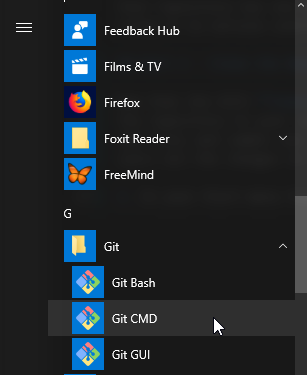 Feedback Hub
Films & TV
Firefox
Foxit Reader
FreeMind
G
Git
Git Bash
Git CMD
Git GUI